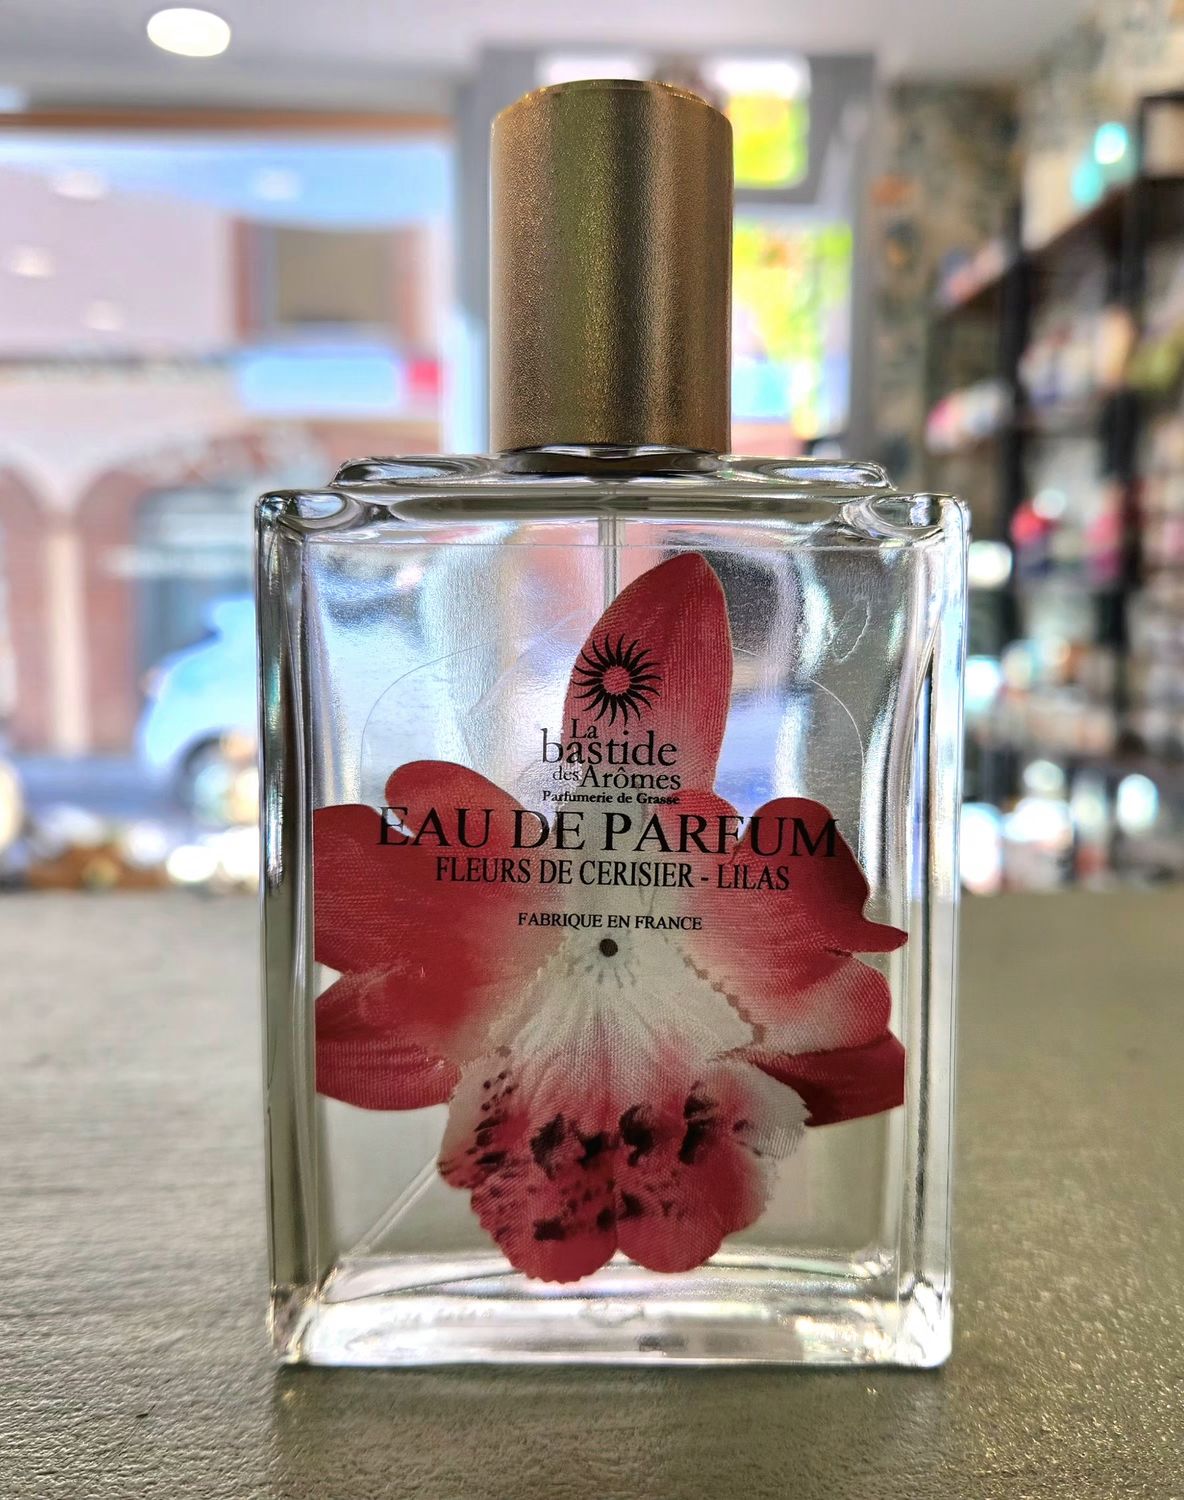 La
bastide
des Arômes
Parfumerie de Grasse
EAU DE PARFUM
FLEURS DE CERISIER - LILAS
FABRIQUE EN FRANCE